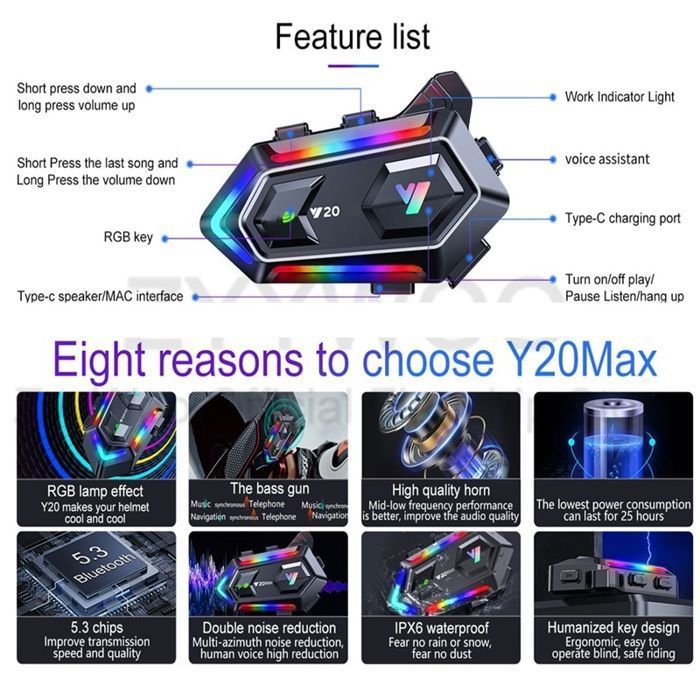 Feature list
Short press down and
long press volume up
Work Indicator Light
Short Press the last song and
Long Press the volume down
voice assistant
RGB key
Type-C charging port
Type-c speaker/MAC interface
Turn on/off play/
Pause Listen/hang up
Y20
Eight reasons to choose Y20Max
RGB lamp effect
Y20 makes your helmet
cool and cool
The bass gun
Music synchronous Telephone
Navigation synchronous Telephone
Music synchron
Navigation
High quality horn
Mid-low frequency performance
is better, improve the audio quality
The lowest power consumption
can last for 25 hours
5.3
Bluetooth
5.3 chips
Improve transmission
speed and quality
Y20Max
Double noise reduction
Multi-azimuth noise reduction,
human voice high reduction
Y20Max
IPX6 waterproof
Fear no rain or snow,
fear no dust
Humanized key design
Ergonomic, easy to
operate blind, safe riding